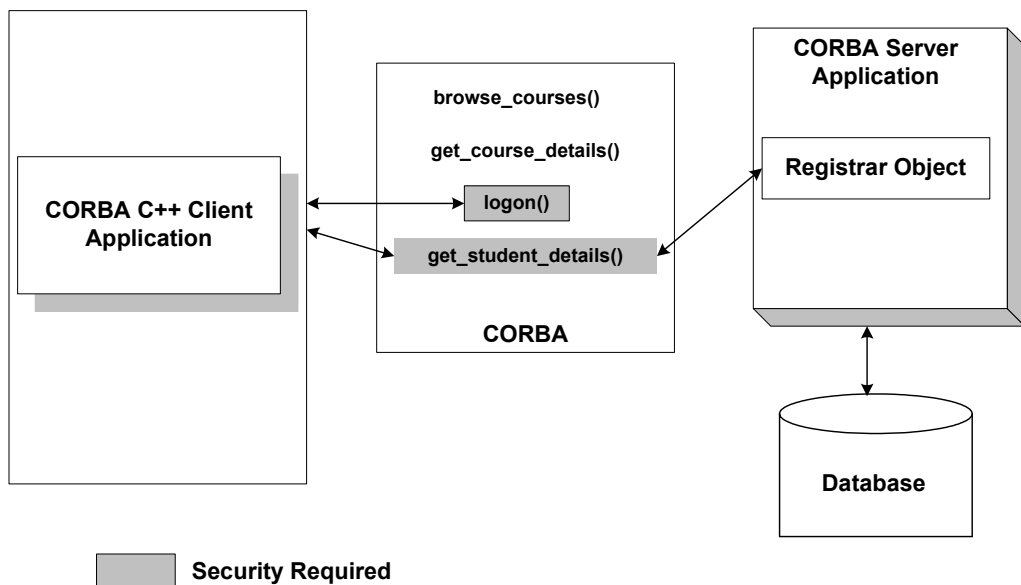 CORBA C++ Client
Application
browse_courses()
get_course_details()
logon()
get_student_details()
CORBA
CORBA Server
Application
Registrar Object
Database
Security Required